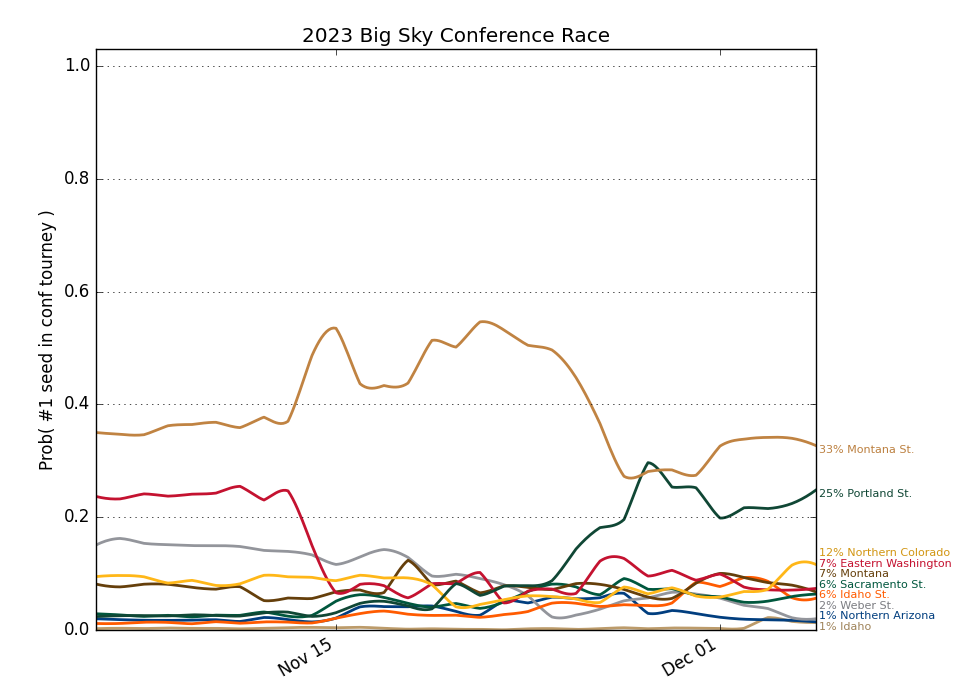 2023 Big Sky Conference Race
Prob( #1 seed in conf tourney )
1.0
0.8
0.6
0.4
0.2
0.0
Nov 15
Dec 01
33% Montana St.
25% Portland St.
12% Northern Colorado
7% Eastern Washington
7% Montana
6% Sacramento St.
6% Idaho St.
2% Weber St.
1% Northern Arizona
1% Idaho